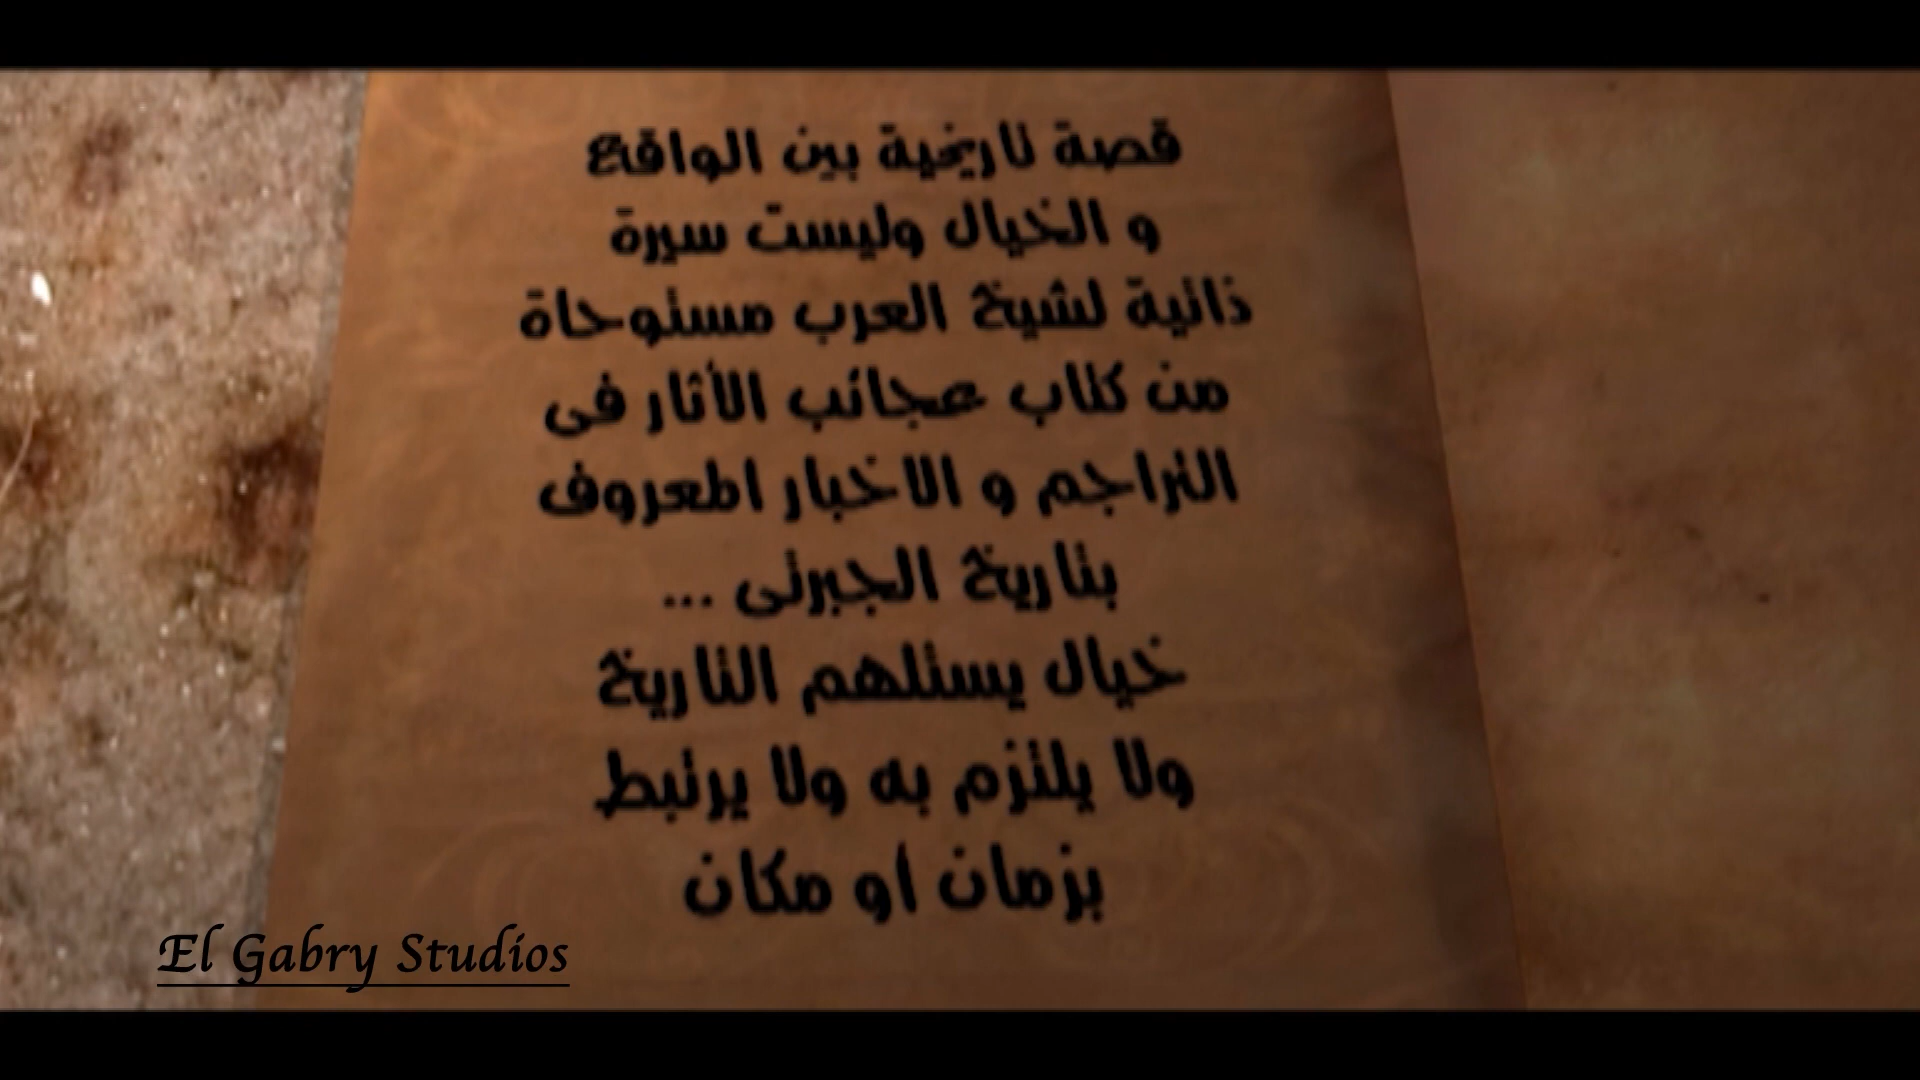 قصة تاريخية بين الواقع
و الخيال وليست سيرة
ذاتية لشيخ العرب مستوحاة
من كتاب عجائب الأثار فى
التراجم و الاخبار المعروف
بتاريخ الجبرتى ...
خيال يستلهم التاريخ
ولا يلتزم به ولا يرتبط
بزمان او مكان
El Gabry Studios